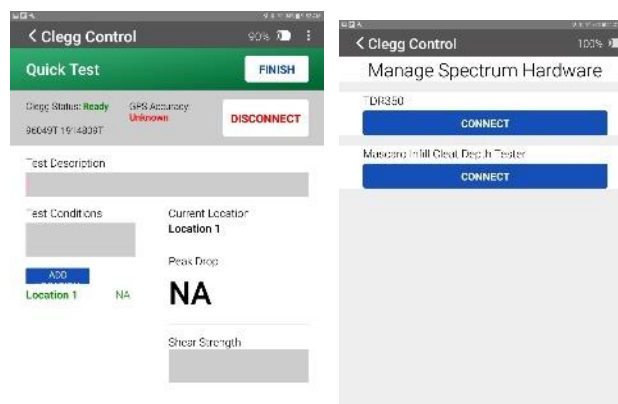 < Clegg Control 90%
Quick Test FINISH
Clegg Status: Ready GPS Accuracy:
Unknown
DISCONNECT
Test Description
Test Conditions
Current Location
Location 1
Peak Drop
ADD
Location 1 NA
NA
Shear Strength
< Clegg Control 100%
Manage Spectrum Hardware
TDR350
CONNECT
Mascaro Infill Cleat Depth Tester
CONNECT